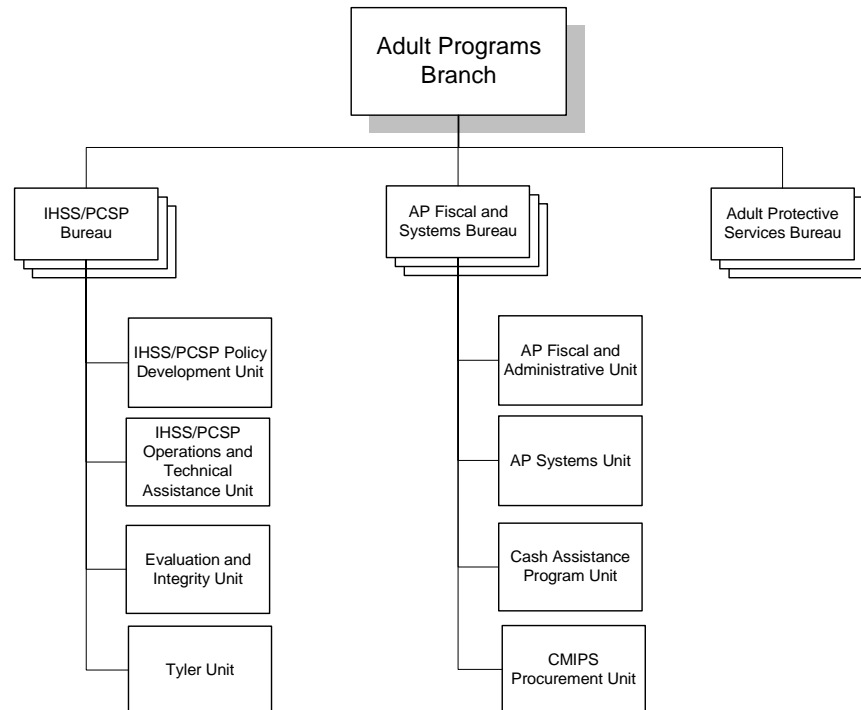 Adult Programs
Branch
IHSS/PCSP
Bureau
AP Fiscal and
Systems Bureau
Adult Protective
Services Bureau
IHSS/PCSP Policy
Development Unit
IHSS/PCSP
Operations and
Technical
Assistance Unit
Evaluation and
Integrity Unit
Tyler Unit
AP Fiscal and
Administrative Unit
AP Systems Unit
Cash Assistance
Program Unit
CMIPS
Procurement Unit